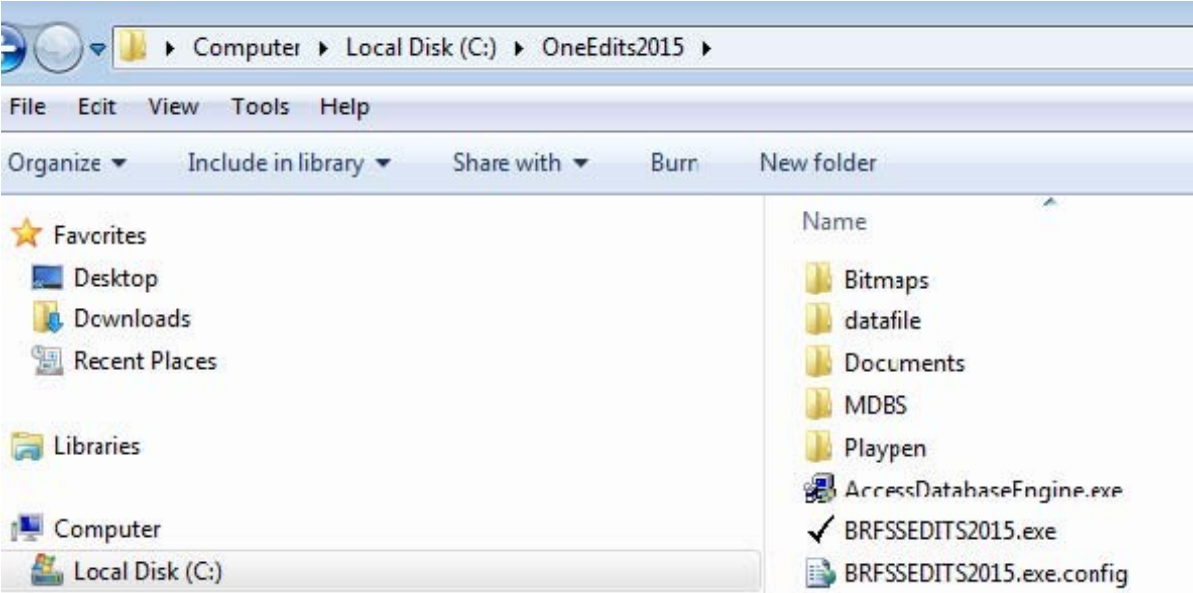 Computer Local Disk (C:) OneEdits2015
File Edit View Tools Help
Organize Include in library Share with Burn New folder
Favorites
Desktop
Downloads
Recent Places
Libraries
Computer
Local Disk (C:)
Name
Bitmaps
datafile
Documents
MDBS
Playpen
AccessDatabaseEngine.exe
BRFSSEDITS2015.exe
BRFSSEDITS2015.exe.config